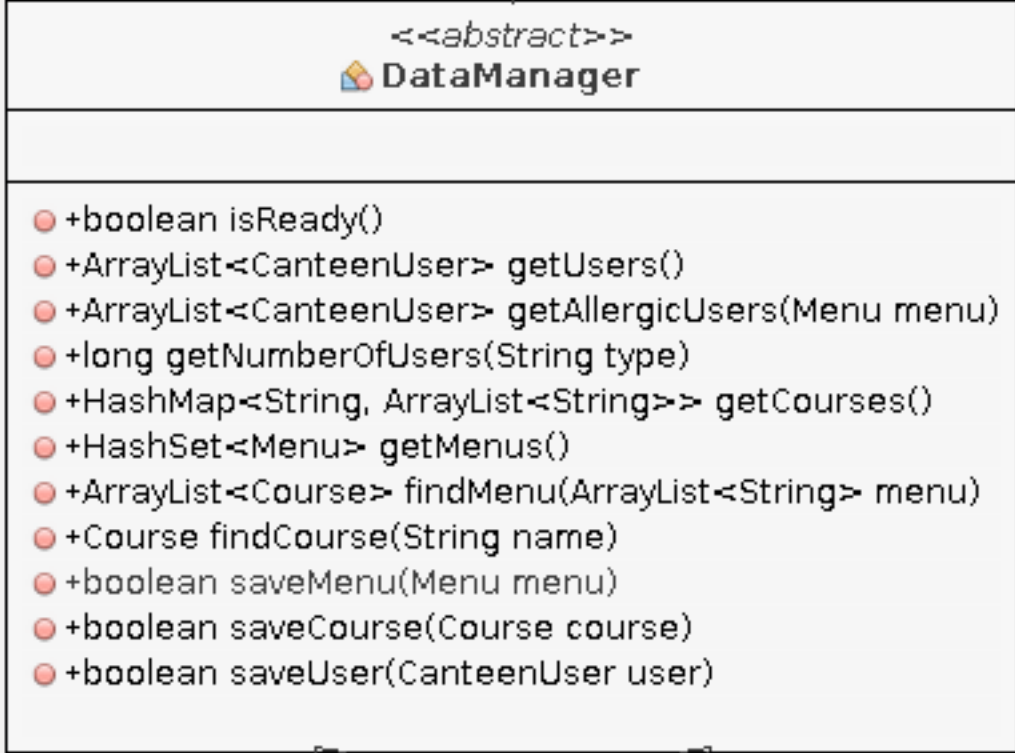 <<abstract>>
DataManager
+boolean isReady()
+ArrayList<CanteenUser> getUsers()
+ArrayList<CanteenUser> getAllergicUsers(Menu menu)
+long getNumberOfUsers(String type)
+HashMap<String, ArrayList<String>> getCourses()
+HashSet<Menu> getMenus()
+ArrayList<Course> findMenu(ArrayList<String> menu)
+Course findCourse(String name)
+boolean saveMenu(Menu menu)
+boolean saveCourse(Course course)
+boolean saveUser(CanteenUser user)